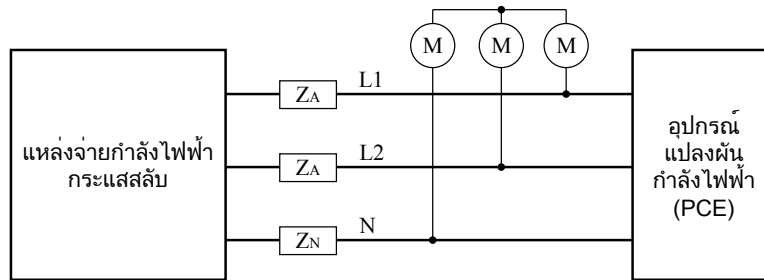 M
M
M
ZA
L1
ZA
L2
ZN
N
แหล่งจ่ายกำลังไฟฟ้า
กระแสสลับ
อุปกรณ์
แปลงผัน
กำลังไฟฟ้า
(PCE)